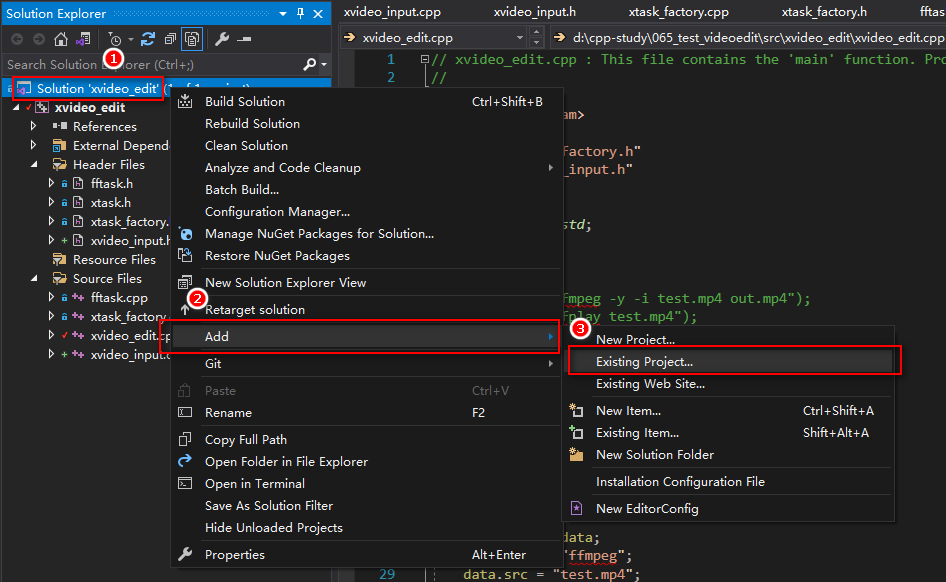 Solution Explorer
xvideo_input.cpp
xvideo_input.h
xtask_factory.cpp
xtask_factory.h
fftas
xvideo_edit.cpp
d:\cpp-study\065_test_videoedit\src\xvideo_edit\xvideo_edit.cpp
1
Search Solution Explorer (Ctrl+;)
1 // xvideo_edit.cpp : This file contains the 'main' function. Pro
2 //
Solution 'xvideo_edit'
xvideo_edit
References
External Depend
Header Files
fftask.h
xtask.h
xtask_factory.
xvideo_input.h
Resource Files
Source Files
fftask.cpp
xtask_factory.
xvideo_edit.cp
xvideo_input.c
Build Solution Ctrl+Shift+B
Rebuild Solution
Clean Solution
Analyze and Code Cleanup
Batch Build...
Configuration Manager...
Manage NuGet Packages for Solution...
Restore NuGet Packages
New Solution Explorer View
2
Retarget solution
Add
Git
Paste Ctrl+V
Rename F2
Copy Full Path
Open Folder in File Explorer
Open in Terminal
Save As Solution Filter
Hide Unloaded Projects
Properties Alt+Enter
am>
factory.h"
_input.h"
std;
fmpeg -y -i test.mp4 out.mp4");
fplay test.mp4");
3
New Project...
Existing Project...
Existing Web Site...
New Item... Ctrl+Shift+A
Existing Item... Shift+Alt+A
New Solution Folder
Installation Configuration File
New EditorConfig
data;
"ffmpeg";
29 data.src = "test.mp4";